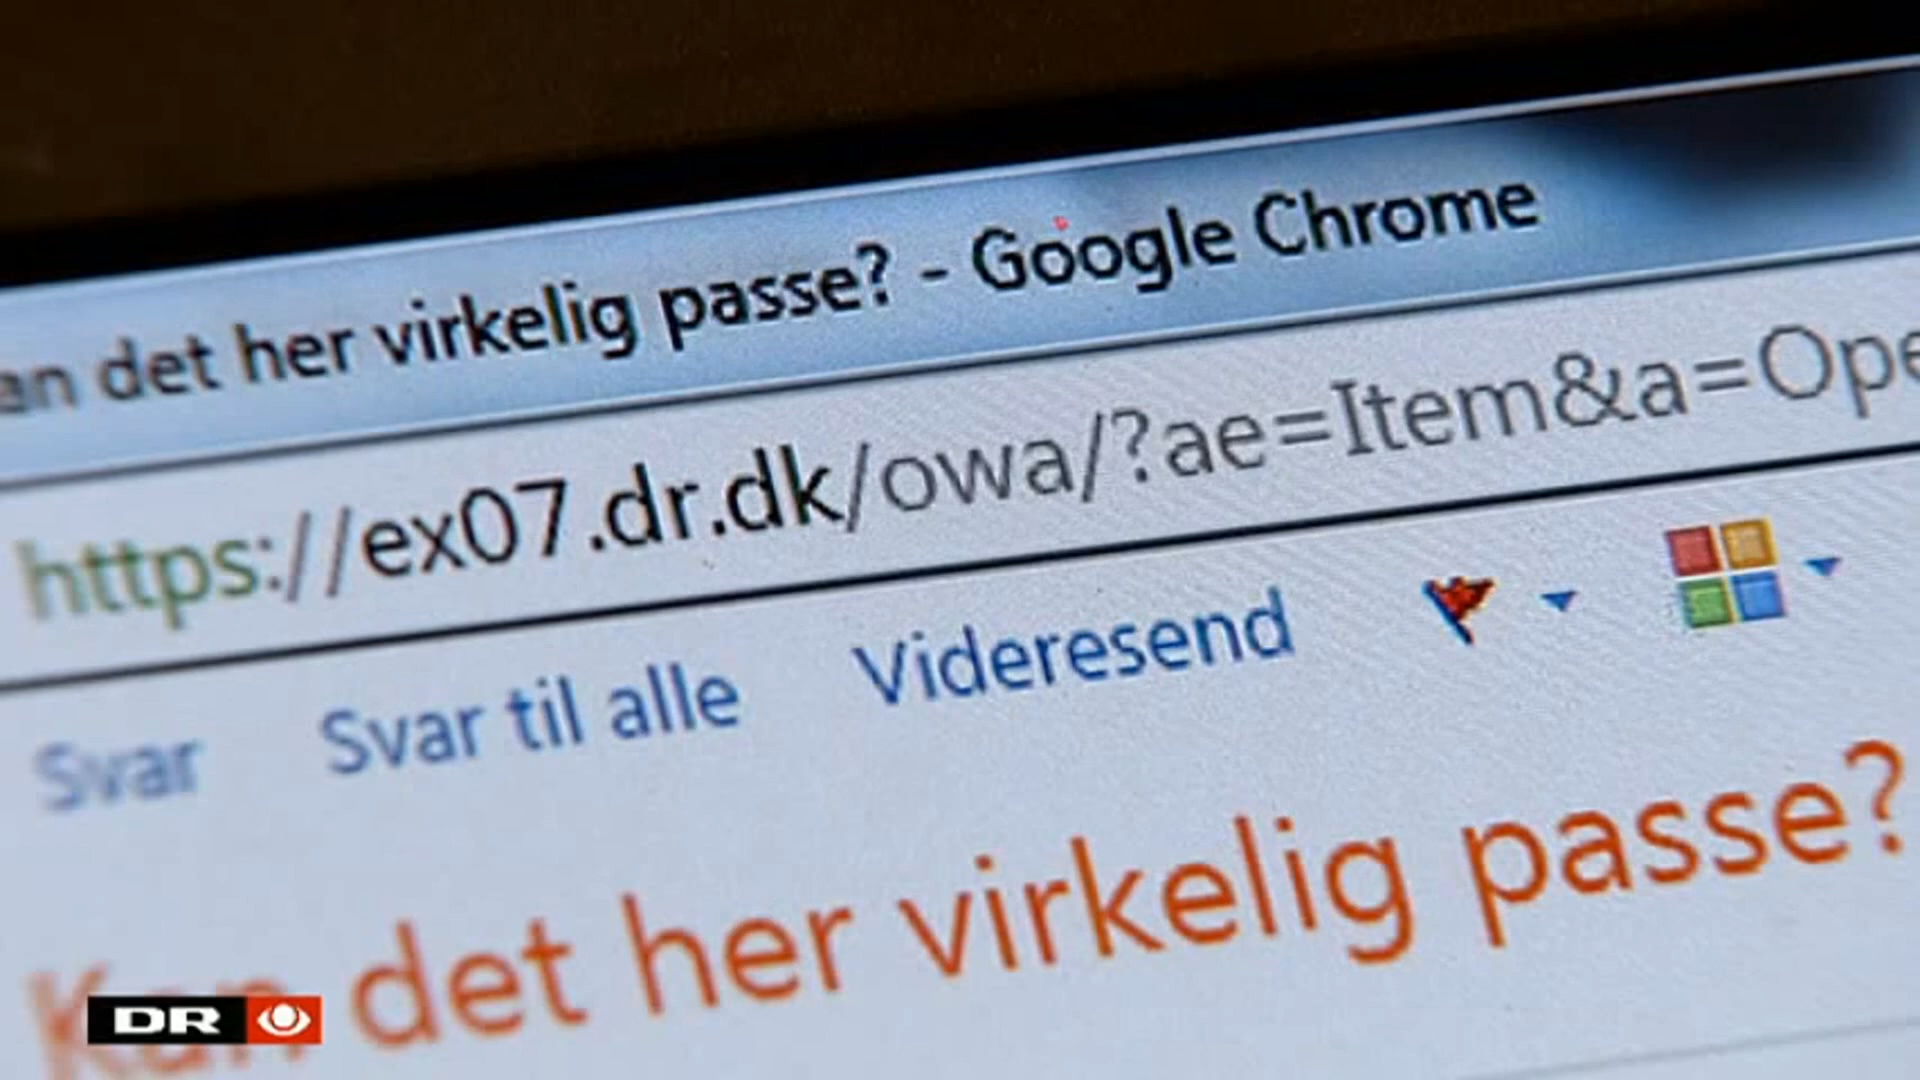 an det her virkelig passe? - Google Chrome
https://ex07.dr.dk/owa/?ae=Item&a=Ope
Svar Svar til alle Videresend
Kan det her virkelig passe?
DR